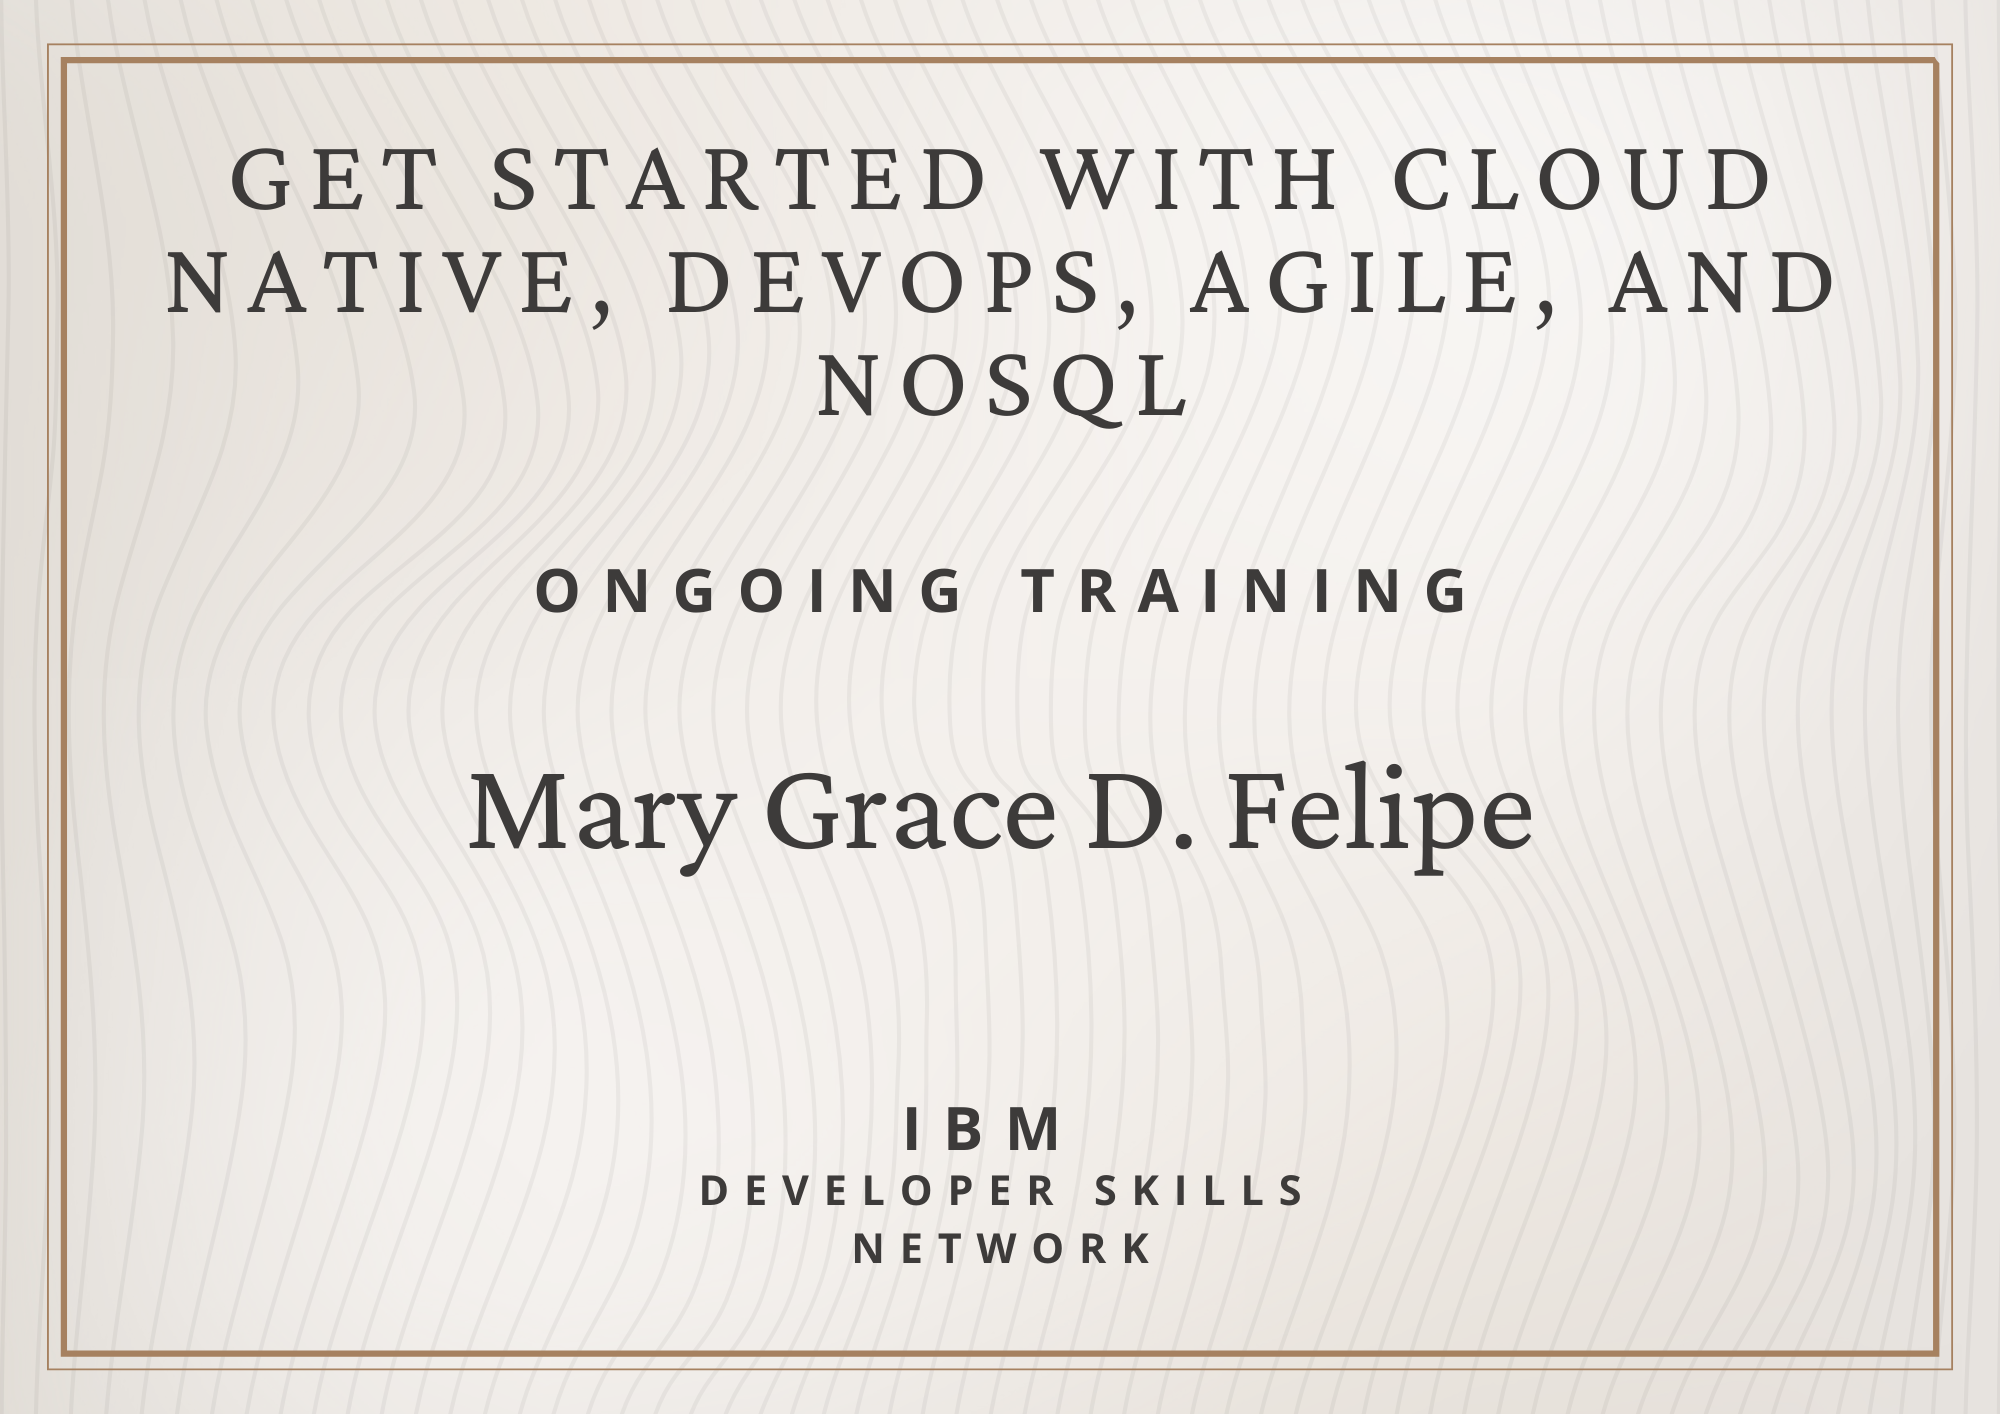 GET STARTED WITH CLOUD
NATIVE, DEVOPS, AGILE, AND
NOSQL
ONGOING TRAINING
Mary Grace D. Felipe
IBM
DEVELOPER SKILLS
NETWORK